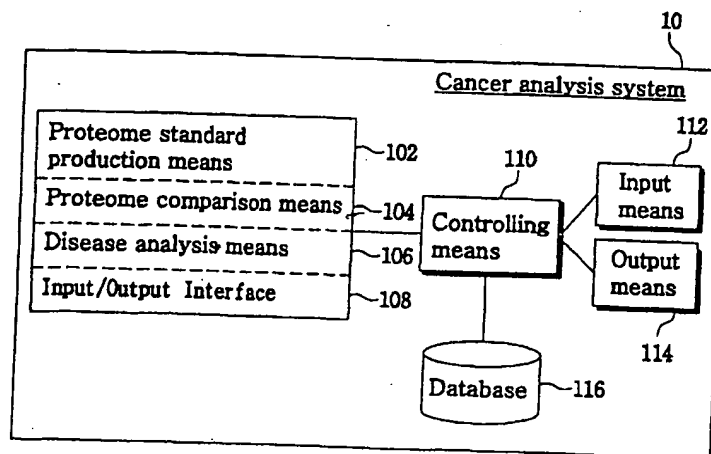 10
Cancer analysis system
Proteome standard
production means
102
Proteome comparison means
104
Disease analysis means
106
Input/Output Interface
108
110
Controlling
means
112
Input
means
Output
means
114
Database
116